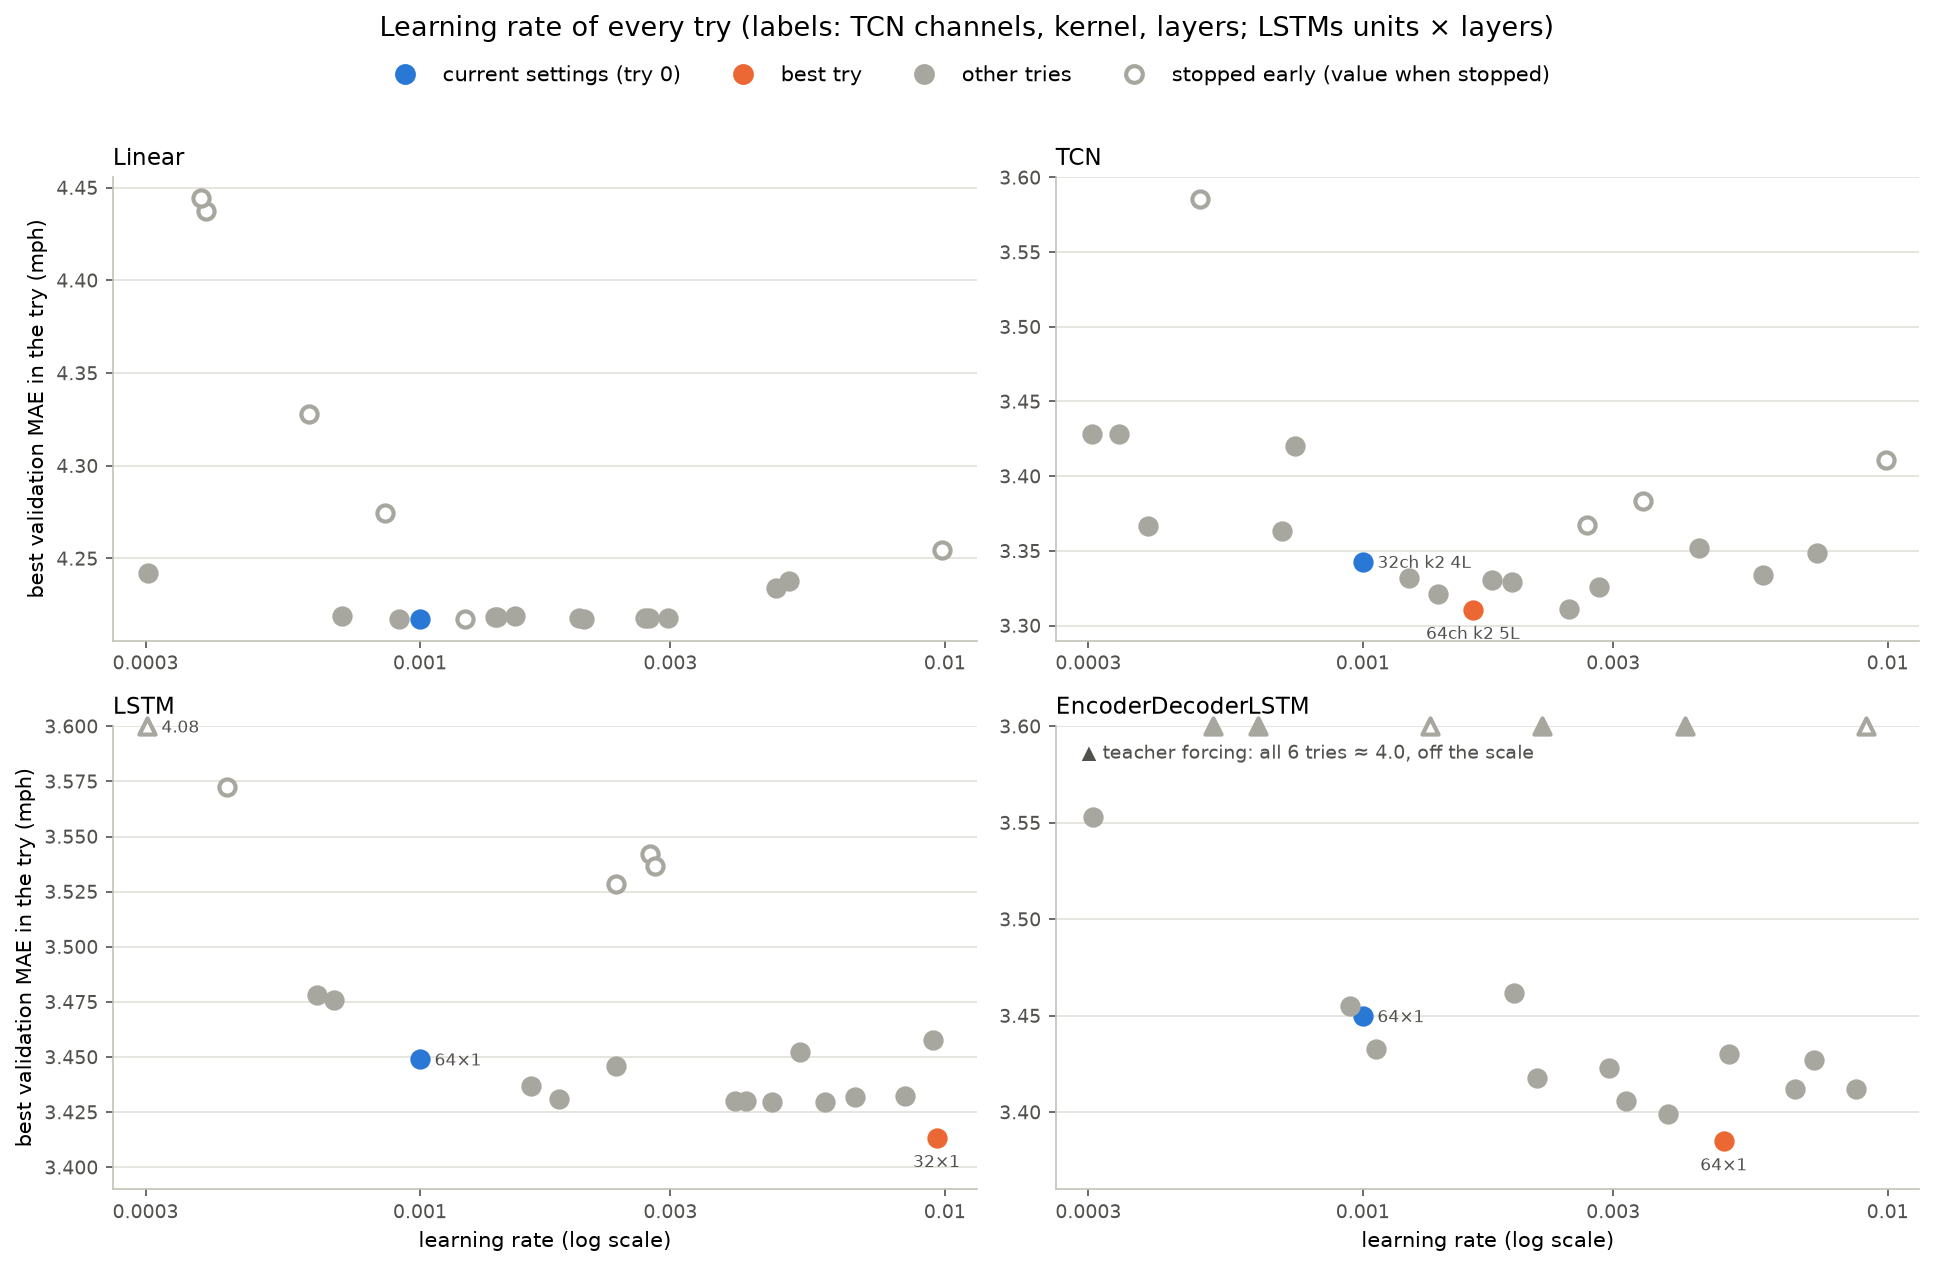 Learning rate of every try (labels: TCN channels, kernel, layers; LSTMs units × layers)
current settings (try 0)
best try
other tries
stopped early (value when stopped)
Linear
best validation MAE in the try (mph)
4.45
4.40
4.35
4.30
4.25
0.0003
0.001
0.003
0.01
TCN
3.60
3.55
3.50
3.45
3.40
3.35
3.30
32ch k2 4L
64ch k2 5L
0.0003
0.001
0.003
0.01
LSTM
best validation MAE in the try (mph)
3.600
3.575
3.550
3.525
3.500
3.475
3.450
3.425
3.400
4.08
64×1
32×1
0.0003
0.001
0.003
0.01
learning rate (log scale)
EncoderDecoderLSTM
3.60
3.55
3.50
3.45
3.40
▲ teacher forcing: all 6 tries ≈ 4.0, off the scale
64×1
64×1
0.0003
0.001
0.003
0.01
learning rate (log scale)